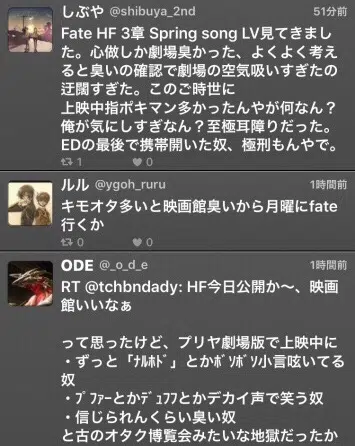 しぶや @shibuya_2nd 51分前
Fate HF 3章 Spring song LV見てきまし
た。心做しか劇場臭かった、よくよく考え
ると臭いの確認で劇場の空気吸いすぎたの
迂闊すぎた。このご時世に
上映中指ポキマン多かったんやが何なん？
俺が気にしすぎなん？至極耳障りだった。
EDの最後で携帯開いた奴、極刑もんやで。
1 0
ルル @ygoh_ruru 1時間前
キモオタ多いと映画館臭いから月曜にfate
行くか
0 0
ODE @_o_d_e 1時間前
RT @tchbndady: HF今日公開か〜、映画
館いいなぁ
って思ったけど、プリヤ劇場版で上映中に
・ずっと「ﾅﾙﾎﾄﾞ」とかﾎﾞｿﾎﾞｿ小言呟いてる
奴
・ﾌﾞﾌｧーとかﾃﾞｭﾌﾌとかデカイ声で笑う奴
・信じられんくらい臭い奴
と古のオタク博覧会みたいな地獄だったか